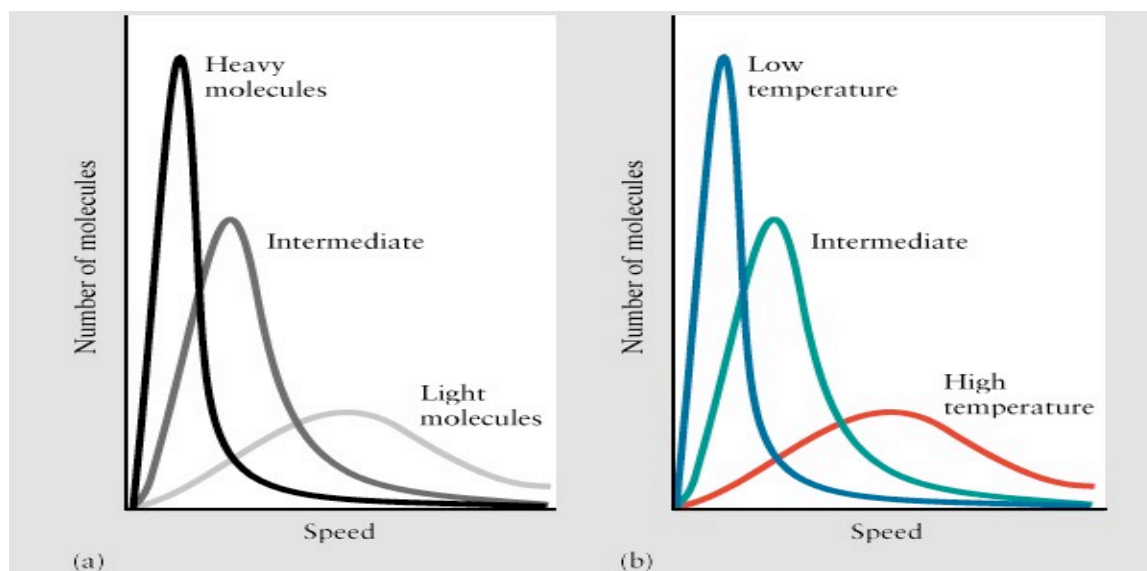 Heavy
molecules
Intermediate
Light
molecules
Number of molecules
Speed
(a)
Low
temperature
Intermediate
High
temperature
Number of molecules
Speed
(b)